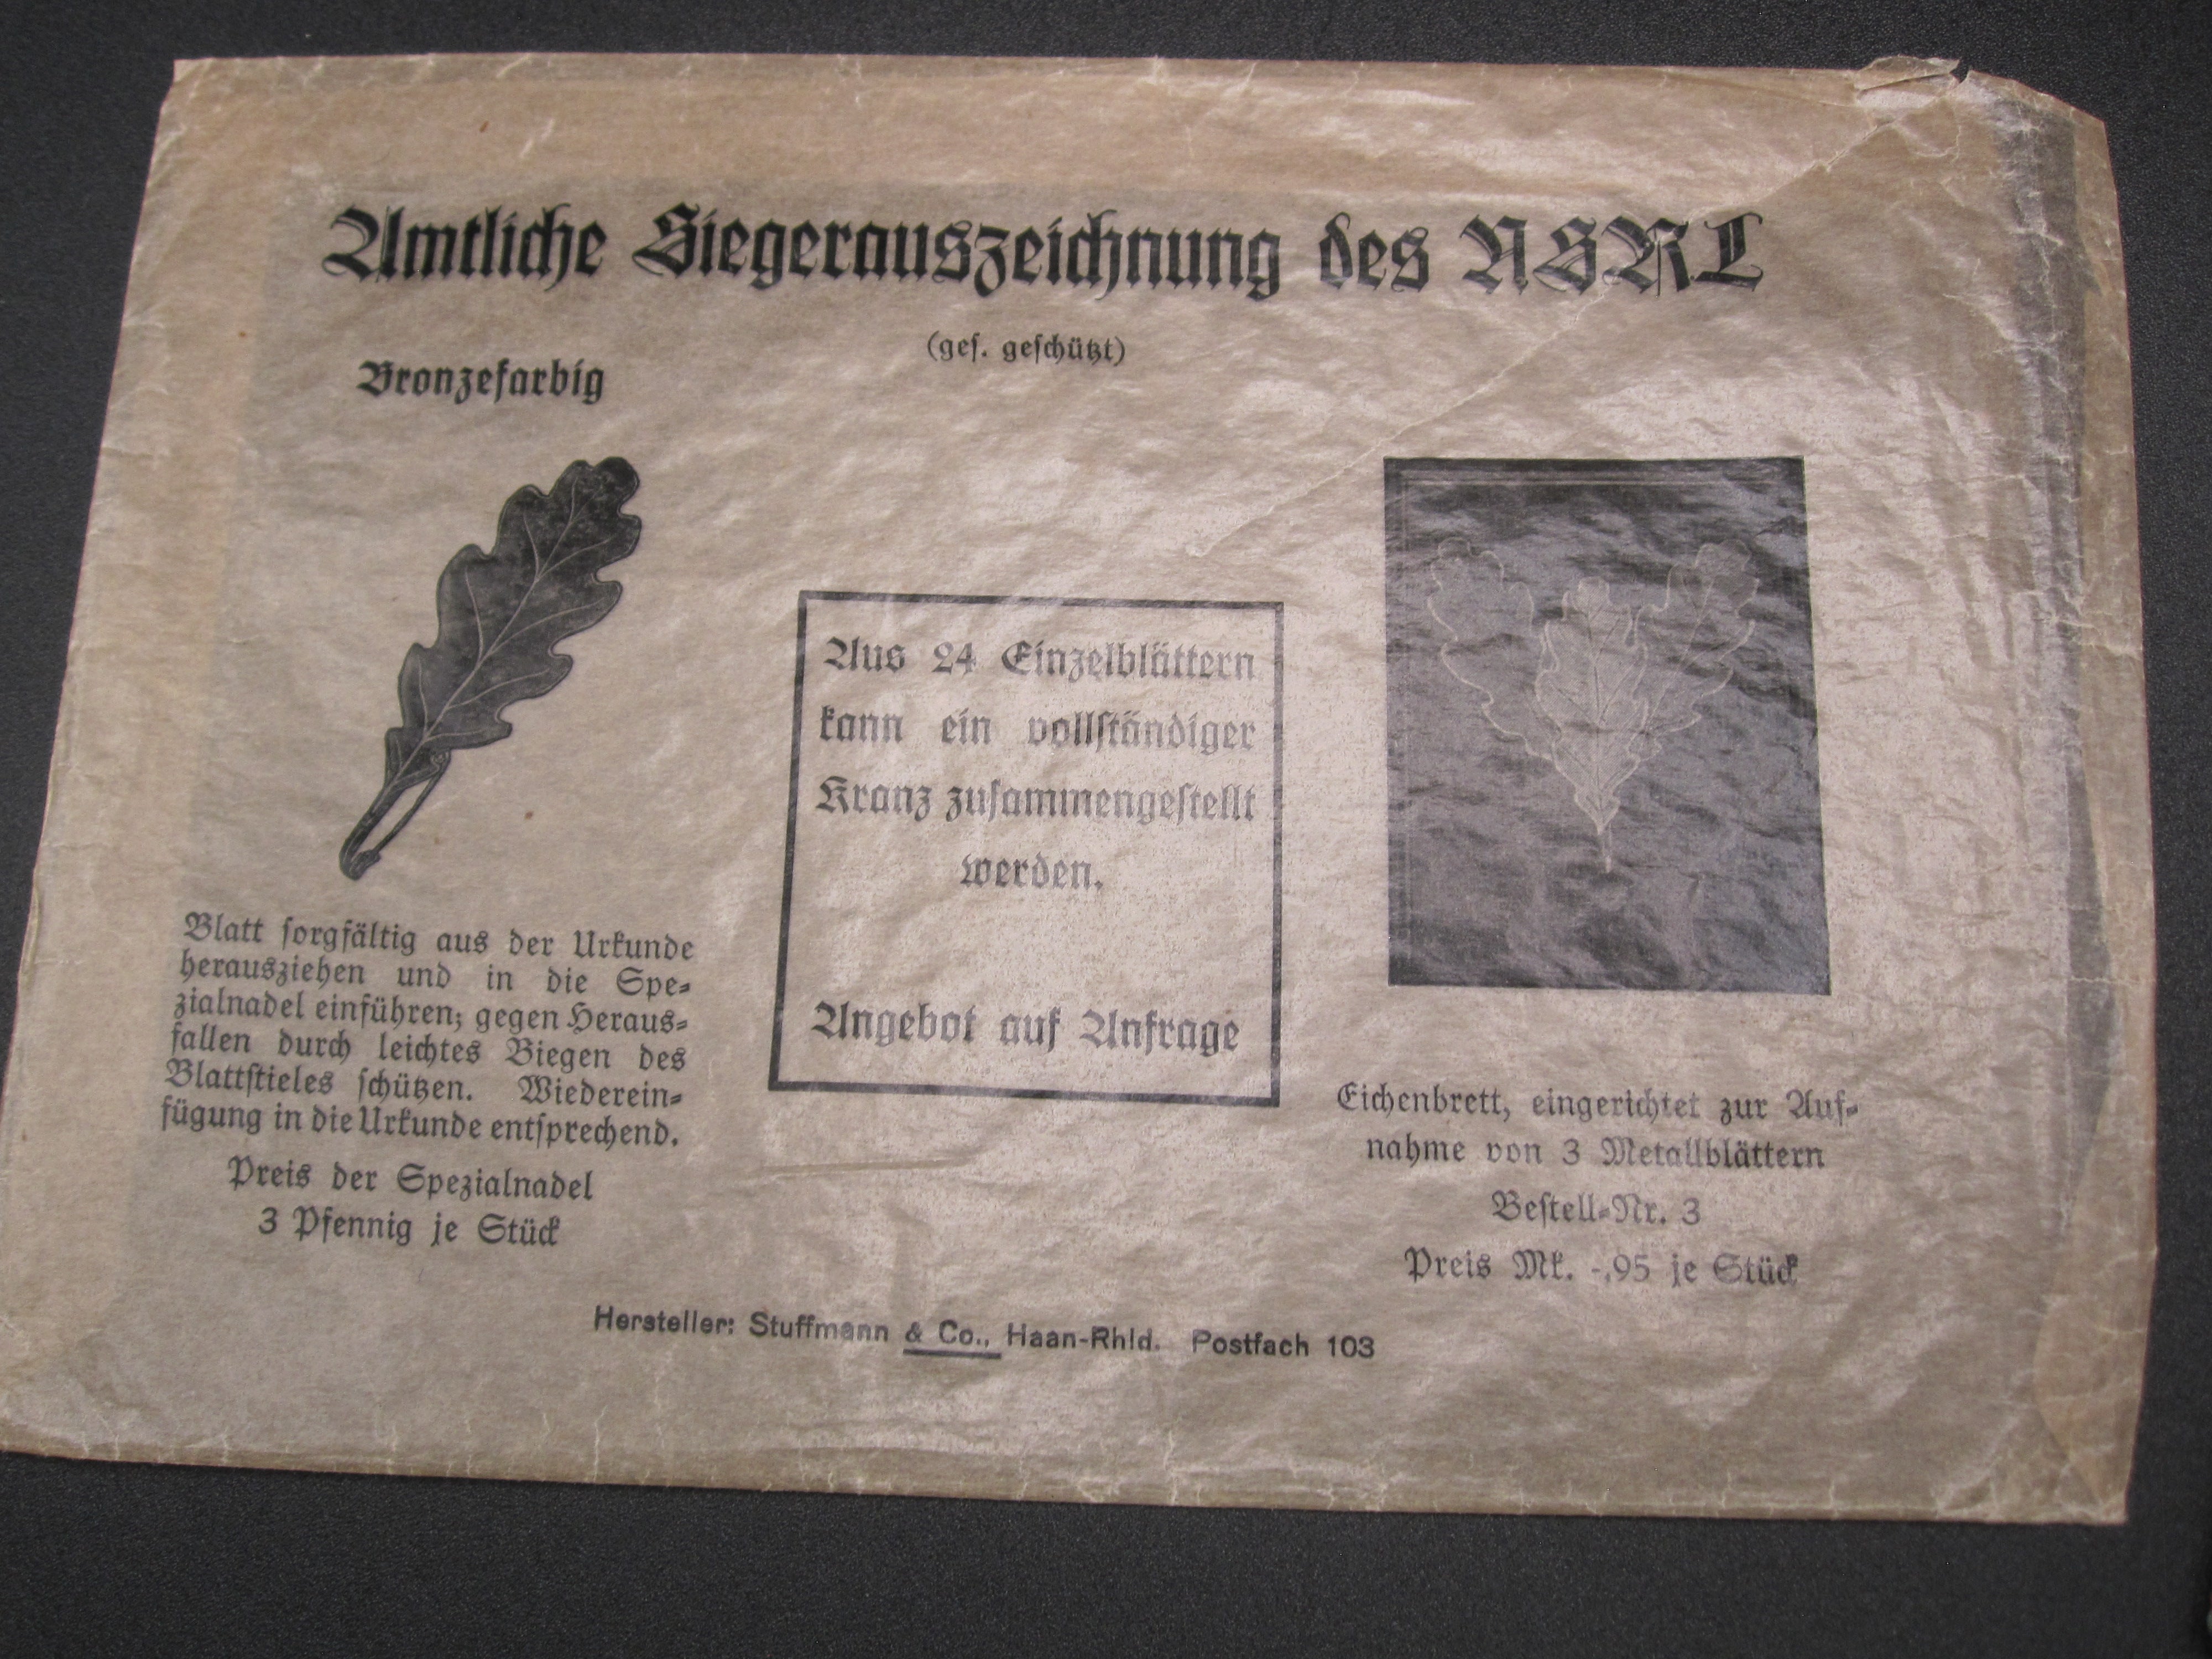 Amtliche Siegerauszeichnung des NSRL
(ges. geschützt)
Bronzefarbig
Blatt sorgfältig aus der Urkunde
herausziehen und in die Spe-
zialnadel einführen; gegen Heraus-
fallen durch leichtes Biegen des
Blattstieles schützen. Wiederein-
fügung in die Urkunde entsprechend.
Preis der Spezialnadel
3 Pfennig je Stück
Aus 24 Einzelblättern
kann ein vollständiger
Kranz zusammengestellt
werden.
Angebot auf Anfrage
Eichenbrett, eingerichtet zur Auf-
nahme von 3 Metallblättern
Bestell-Nr. 3
Preis Mk. -,95 je Stück
Hersteller: Stuffmann & Co., Haan-Rhld. Postfach 103